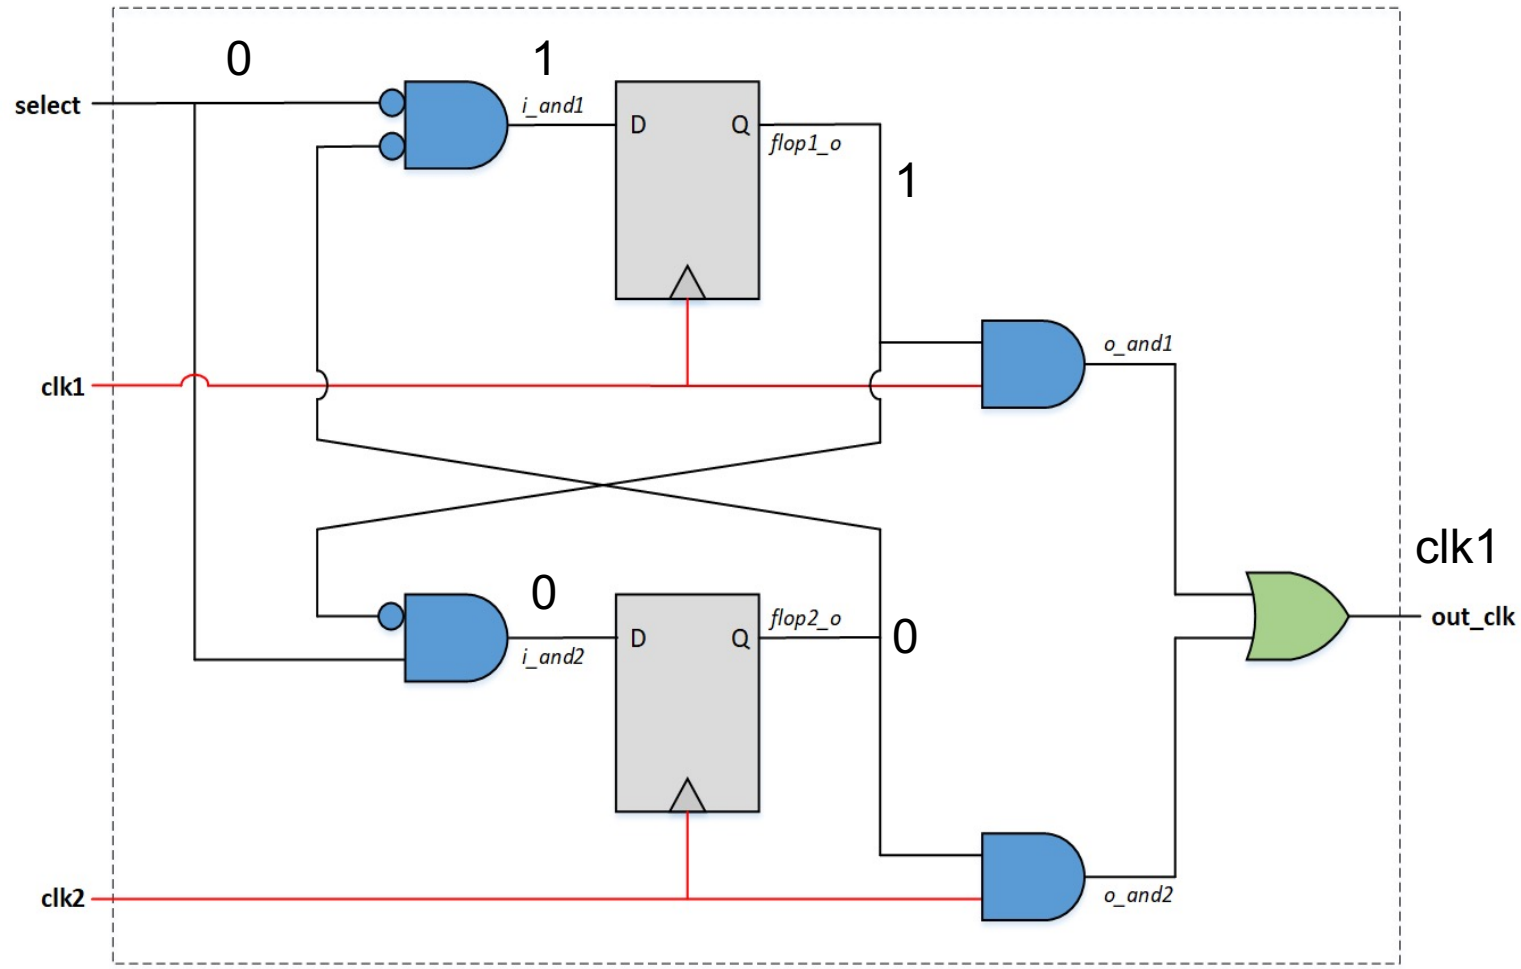 0
1
select
i_and1
D
Q
flop1_o
1
o_and1
clk1
clk1
0
flop2_o
D
Q
out_clk
i_and2
0
clk2
o_and2